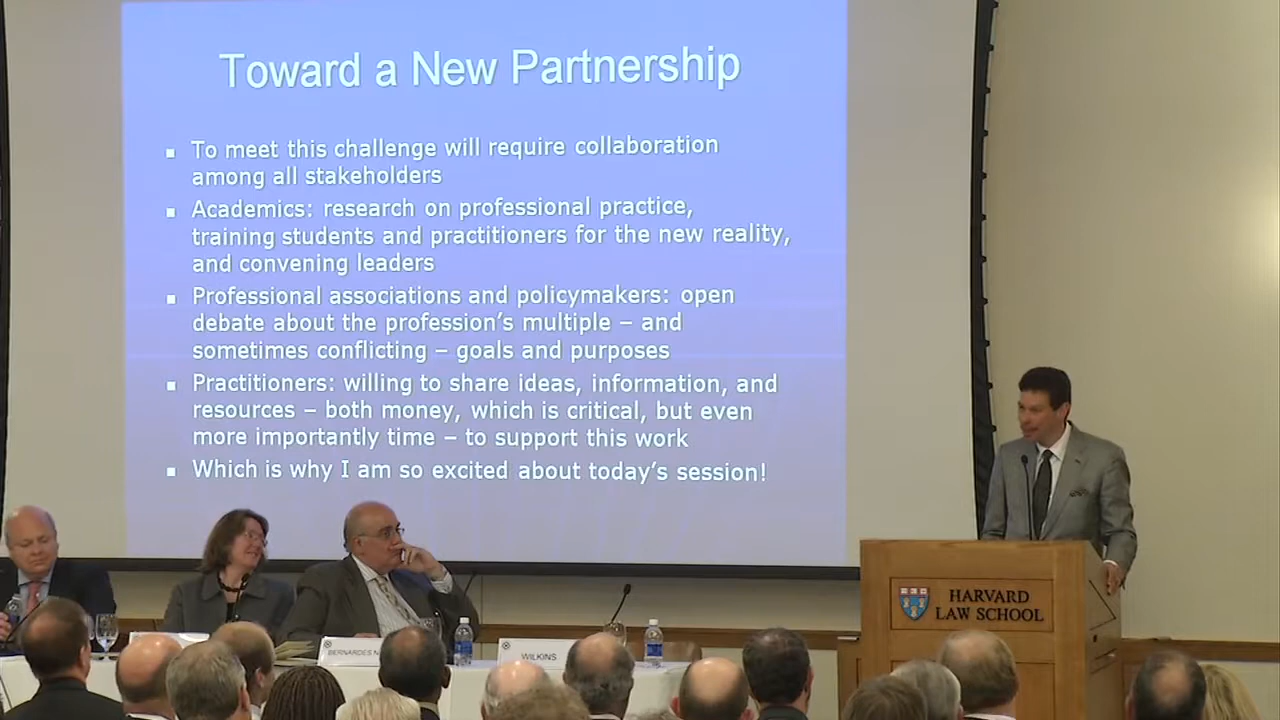 Toward a New Partnership
▪ To meet this challenge will require collaboration
among all stakeholders
▪ Academics: research on professional practice,
training students and practitioners for the new reality,
and convening leaders
▪ Professional associations and policymakers: open
debate about the profession's multiple – and
sometimes conflicting – goals and purposes
▪ Practitioners: willing to share ideas, information, and
resources – both money, which is critical, but even
more importantly time – to support this work
▪ Which is why I am so excited about today's session!
HARVARD
LAW SCHOOL
BERNARDES
WILKINS